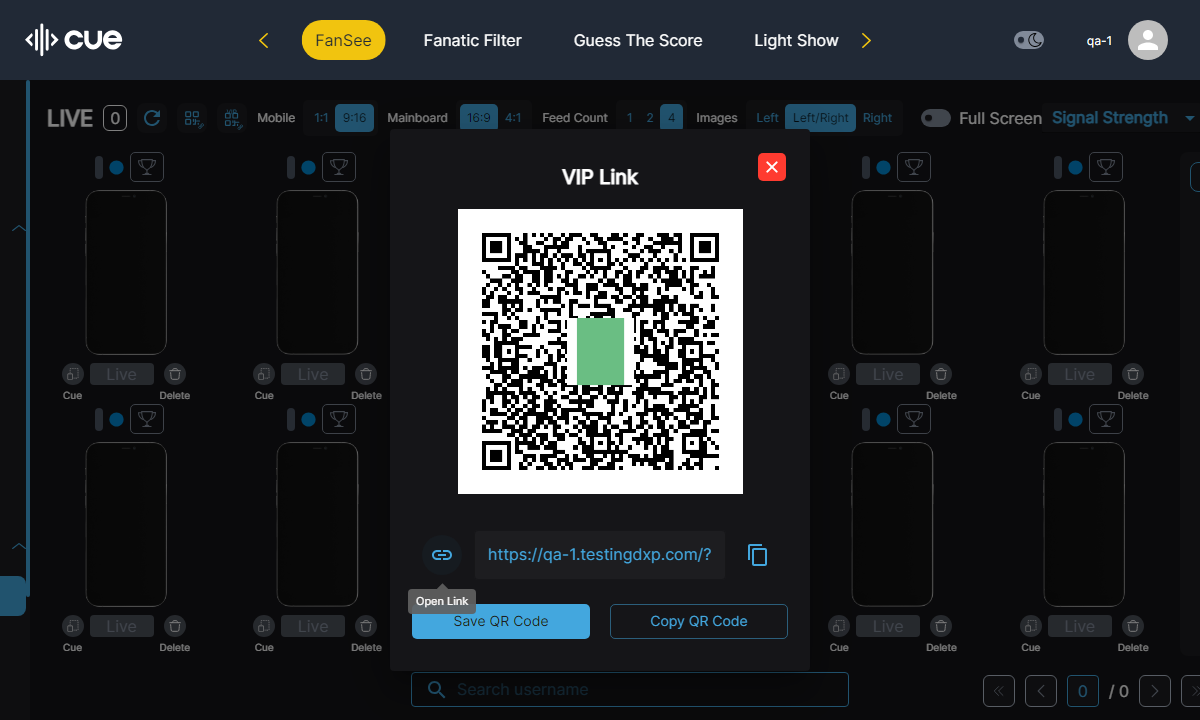 cue
FanSee
Fanatic Filter
Guess The Score
Light Show
qa-1
LIVE 0
Mobile 1:1 9:16
Mainboard 16:9 4:1
Feed Count 1 2 4
Images Left Left/Right Right
Full Screen
Signal Strength
VIP Link
Live Live Live Live
Cue Delete Cue Delete Cue Delete Cue Delete
https://qa-1.testingdxp.com/?
Open Link
Save QR Code
Copy QR Code
Live Live Live Live
Cue Delete Cue Delete Cue Delete Cue Delete
Search username
0 / 0